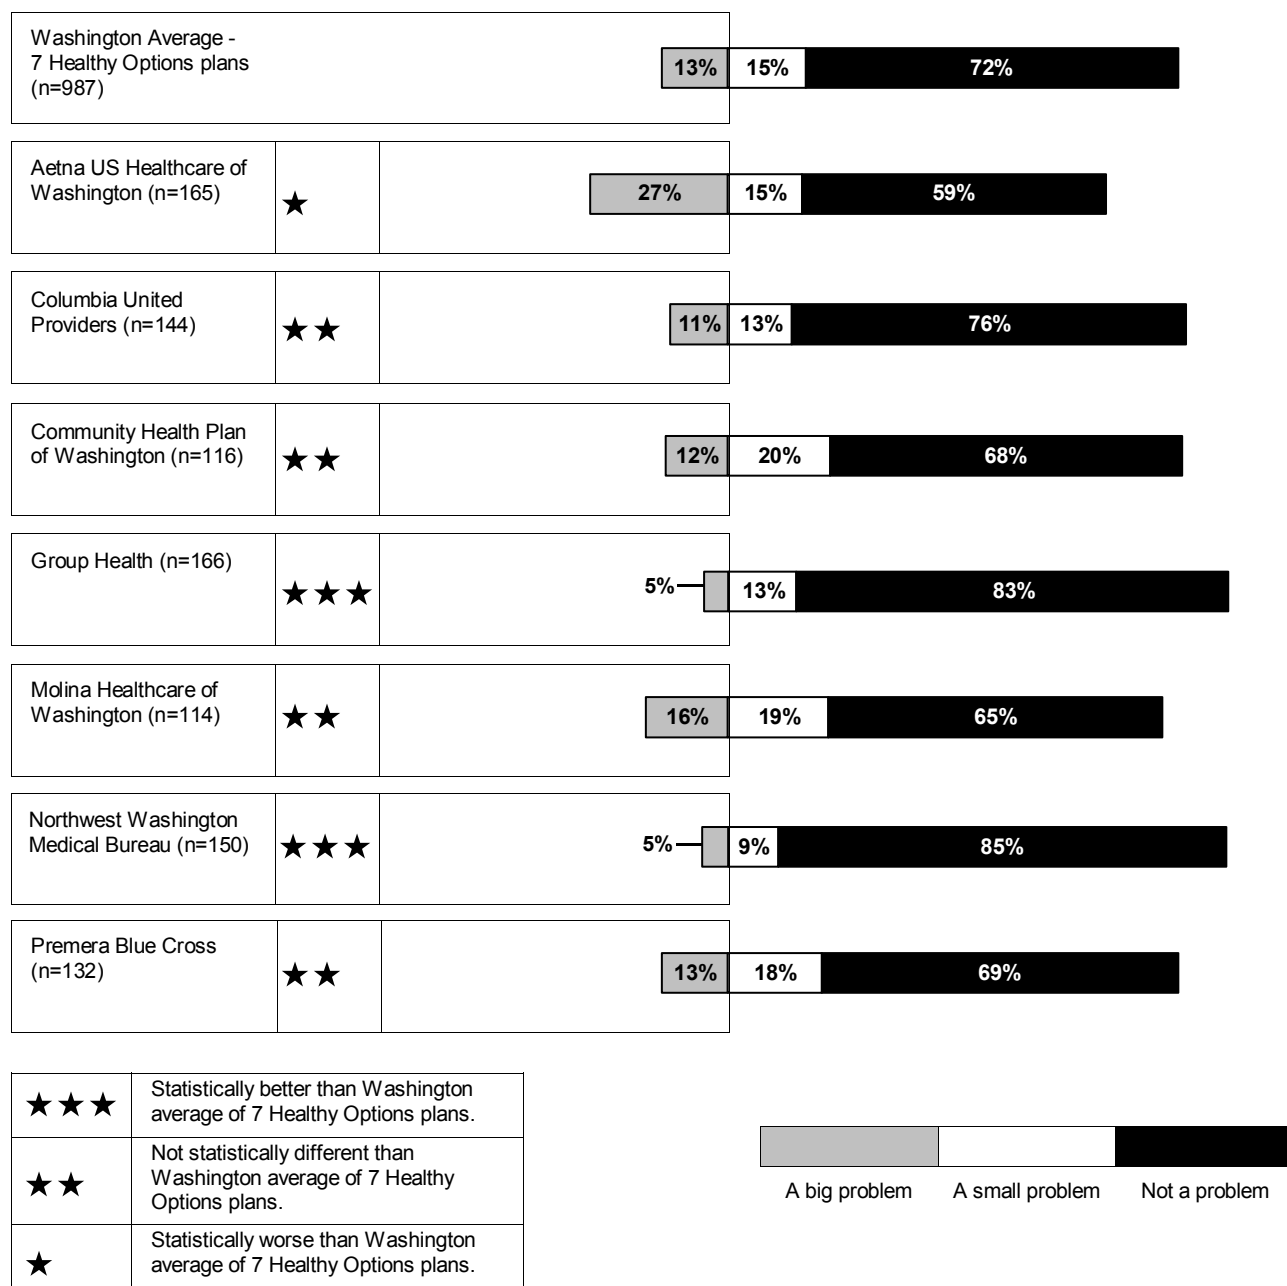 Washington Average -
7 Healthy Options plans
(n=987)
13% 15% 72%
Aetna US Healthcare of
Washington (n=165)
★
27% 15% 59%
Columbia United
Providers (n=144)
★★
11% 13% 76%
Community Health Plan
of Washington (n=116)
★★
12% 20% 68%
Group Health (n=166)
★★★
5% 13% 83%
Molina Healthcare of
Washington (n=114)
★★
16% 19% 65%
Northwest Washington
Medical Bureau (n=150)
★★★
5% 9% 85%
Premera Blue Cross
(n=132)
★★
13% 18% 69%
★★★
Statistically better than Washington
average of 7 Healthy Options plans.
★★
Not statistically different than
Washington average of 7 Healthy
Options plans.
★
Statistically worse than Washington
average of 7 Healthy Options plans.
A big problem A small problem Not a problem